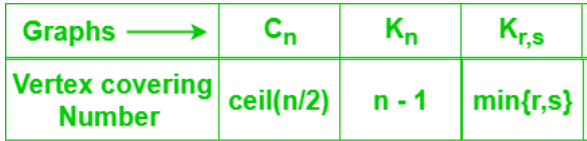 Graphs ⟶ Cn Kn Kr,s
Vertex covering
Number ceil(n/2) n - 1 min{r,s}